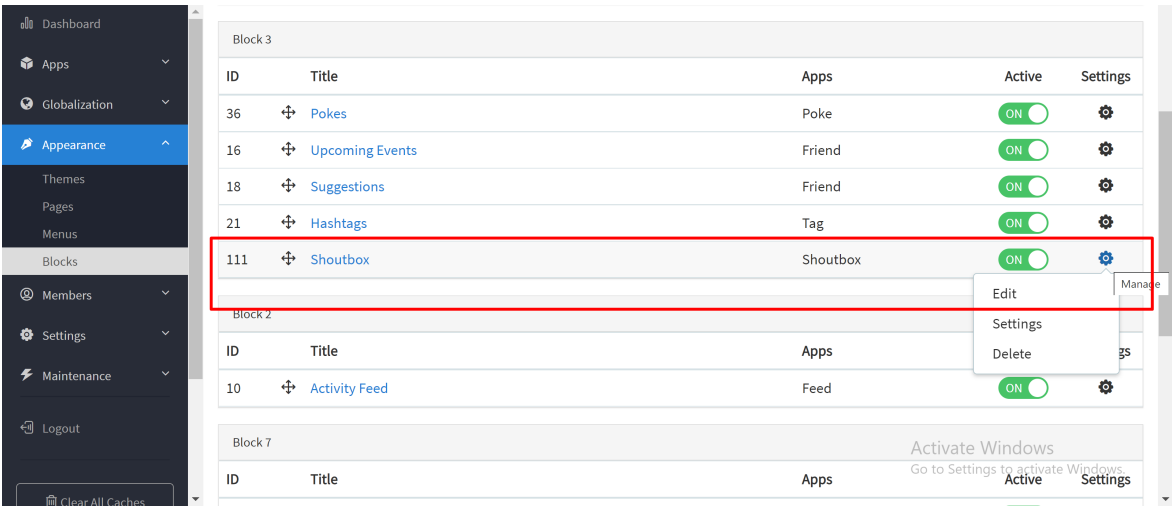 Dashboard
Apps
Globalization
Appearance
Themes
Pages
Menus
Blocks
Members
Settings
Maintenance
Logout
Clear All Caches
Block 3
ID Title Apps Active Settings
36 Pokes Poke ON
16 Upcoming Events Friend ON
18 Suggestions Friend ON
21 Hashtags Tag ON
111 Shoutbox Shoutbox ON
Manage
Edit
Settings
Delete
Block 2
ID Title Apps gs
10 Activity Feed Feed ON
Block 7
Activate Windows
Go to Settings to activate Windows.
ID Title Apps Active Settings